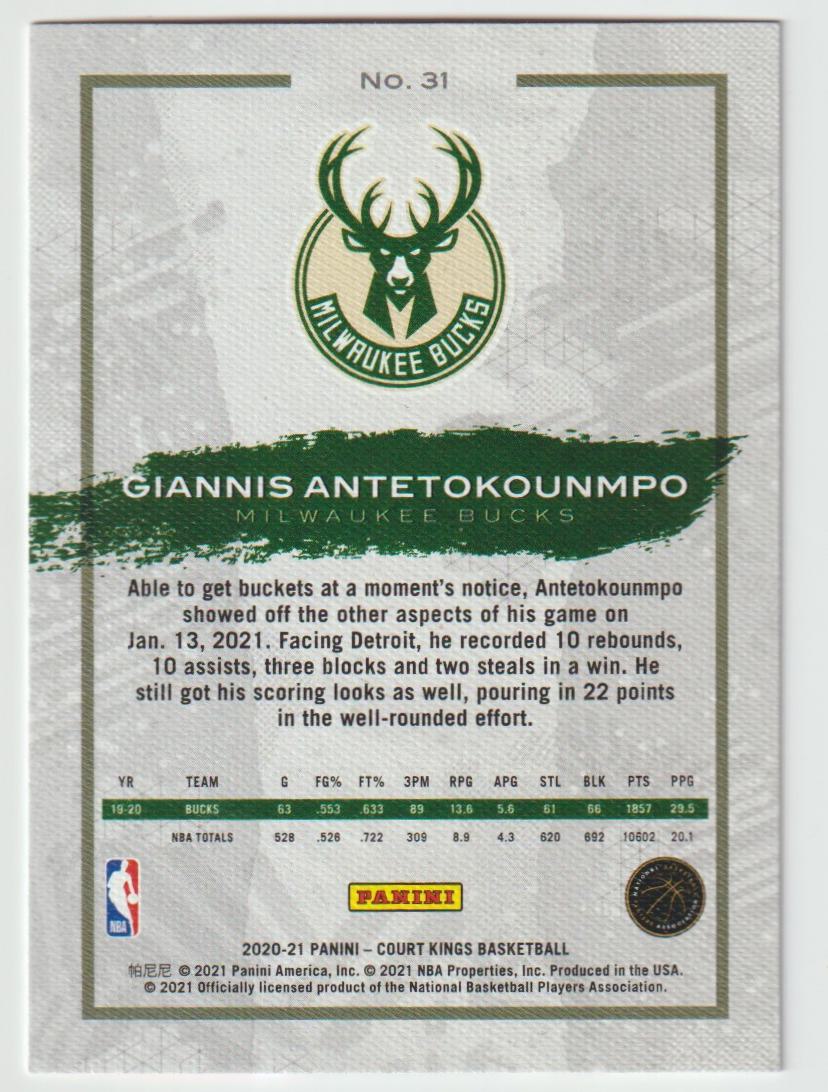 No. 31
MILWAUKEE BUCKS
GIANNIS ANTETOKOUNMPO
MILWAUKEE BUCKS
Able to get buckets at a moment's notice, Antetokounmpo
showed off the other aspects of his game on
Jan. 13, 2021. Facing Detroit, he recorded 10 rebounds,
10 assists, three blocks and two steals in a win. He
still got his scoring looks as well, pouring in 22 points
in the well-rounded effort.
YR TEAM G FG% FT% 3PM RPG APG STL BLK PTS PPG
19-20 BUCKS 63 .553 .633 89 13.6 5.6 61 66 1857 29.5
NBA TOTALS 528 .526 .722 309 8.9 4.3 620 692 10602 20.1
NBA
PANINI
NATIONAL BASKETBALL PLAYERS ASSOCIATION
2020-21 PANINI – COURT KINGS BASKETBALL
帕尼尼 © 2021 Panini America, Inc. © 2021 NBA Properties, Inc. Produced in the USA.
© 2021 Officially licensed product of the National Basketball Players Association.